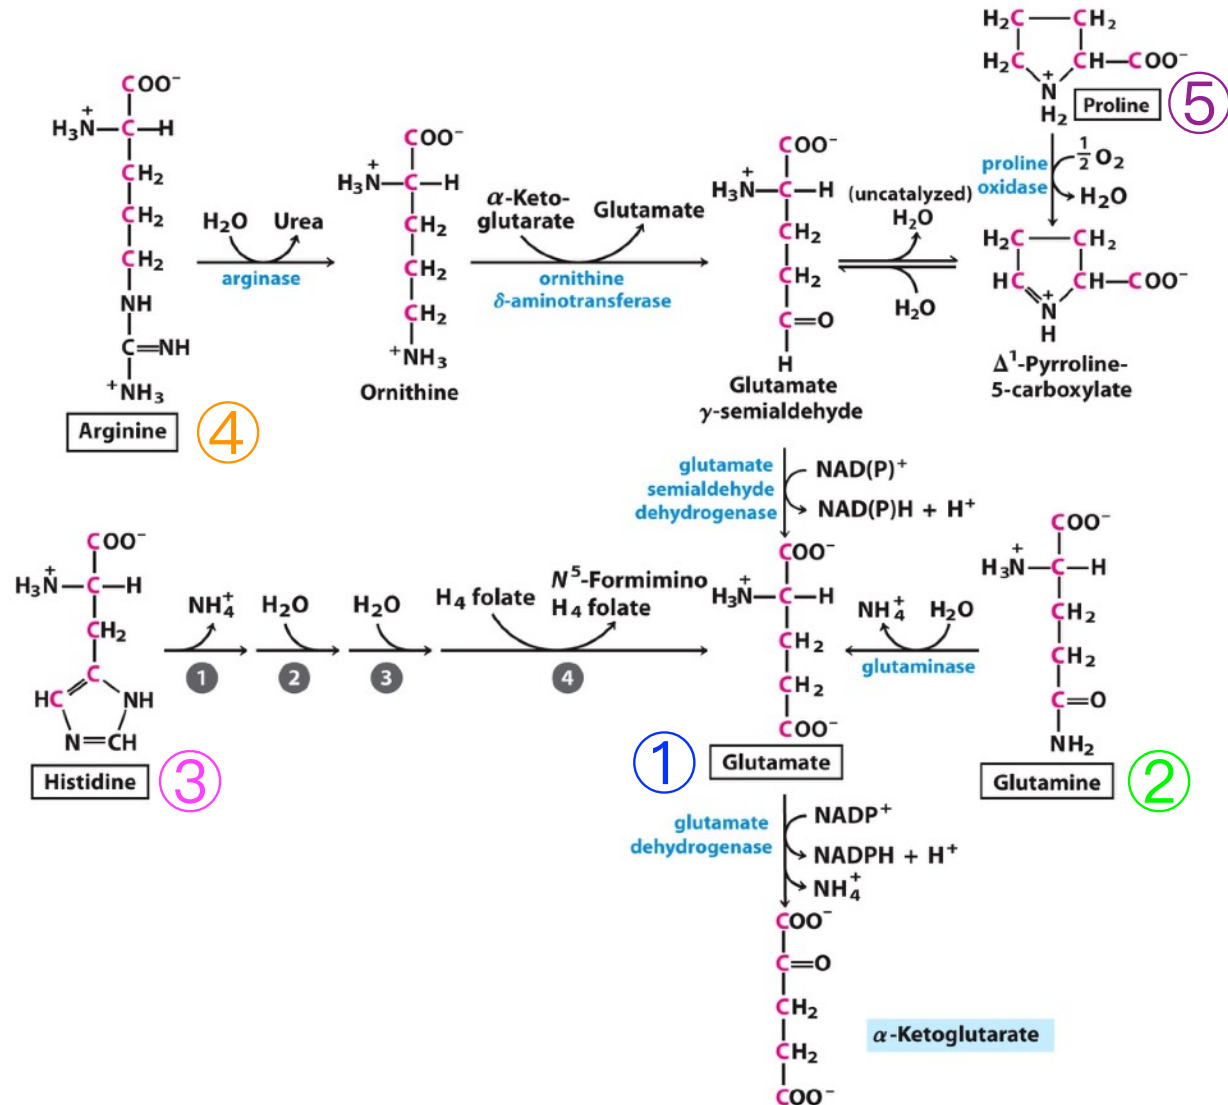 H₂C
CH₂
H₂C
CH
COO⁻
N⁺
H₂
Proline
⑤
proline
oxidase
½ O₂
H₂O
H₂C
CH₂
HC
CH
COO⁻
N⁺
H
Δ¹-Pyrroline-
5-carboxylate
COO⁻
H₃N⁺
C
H
CH₂
CH₂
CH₂
NH
C
NH
⁺NH₃
Arginine
④
H₂O
Urea
arginase
COO⁻
H₃N⁺
C
H
CH₂
CH₂
CH₂
⁺NH₃
Ornithine
α-Keto-
glutarate
Glutamate
ornithine
δ-aminotransferase
COO⁻
H₃N⁺
C
H
CH₂
CH₂
C
O
H
Glutamate
γ-semialdehyde
(uncatalyzed)
H₂O
H₂O
glutamate
semialdehyde
dehydrogenase
NAD(P)⁺
NAD(P)H + H⁺
COO⁻
H₃N⁺
C
H
CH₂
C
HC
NH
N
CH
Histidine
③
NH₄⁺
1
H₂O
2
H₂O
3
H₄ folate
N⁵-Formimino
H₄ folate
4
COO⁻
H₃N⁺
C
H
CH₂
CH₂
COO⁻
①
Glutamate
NH₄⁺
H₂O
glutaminase
COO⁻
H₃N⁺
C
H
CH₂
CH₂
C
O
NH₂
Glutamine
②
glutamate
dehydrogenase
NADP⁺
NADPH + H⁺
NH₄⁺
COO⁻
C
O
CH₂
CH₂
COO⁻
α-Ketoglutarate